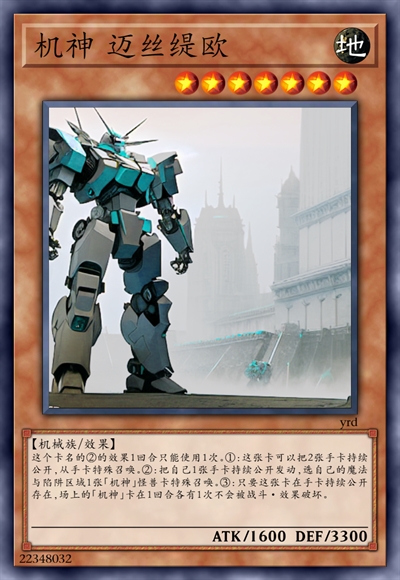 机神 迈丝缇欧
地
yrd
【机械族/效果】
这个卡名的②的效果1回合只能使用1次。①:这张卡可以把2张手卡持续
公开,从手卡特殊召唤。②:把自己1张手卡持续公开发动,选自己的魔法
与陷阱区域1张「机神」怪兽卡特殊召唤。③:只要这张卡在手卡持续公开
存在,场上的「机神」卡在1回合各有1次不会被战斗·效果破坏。
ATK/1600 DEF/3300
22348032